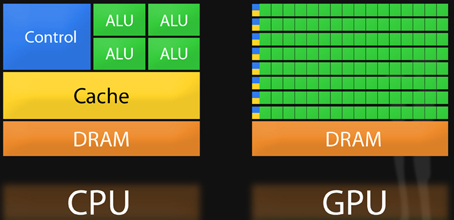 Control
ALU ALU
ALU ALU
Cache
DRAM
CPU
DRAM
GPU